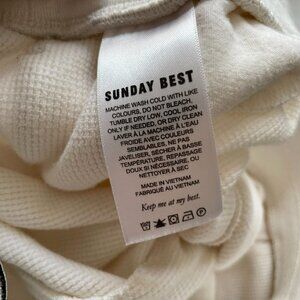 SUNDAY BEST
MACHINE WASH COLD WITH LIKE
COLOURS, DO NOT BLEACH,
TUMBLE DRY LOW, COOL IRON
ONLY IF NEEDED, OR DRY CLEAN
LAVER À LA MACHINE À L'EAU
FROIDE AVEC COULEURS
SEMBLABLES, NE PAS
JAVELISER, SÉCHER À BASSE
TEMPÉRATURE, REPASSAGE
DOUX SI NÉCESSAIRE, OU
NETTOYER À SEC
MADE IN VIETNAM
FABRIQUÉ AU VIETNAM
Keep me at my best.